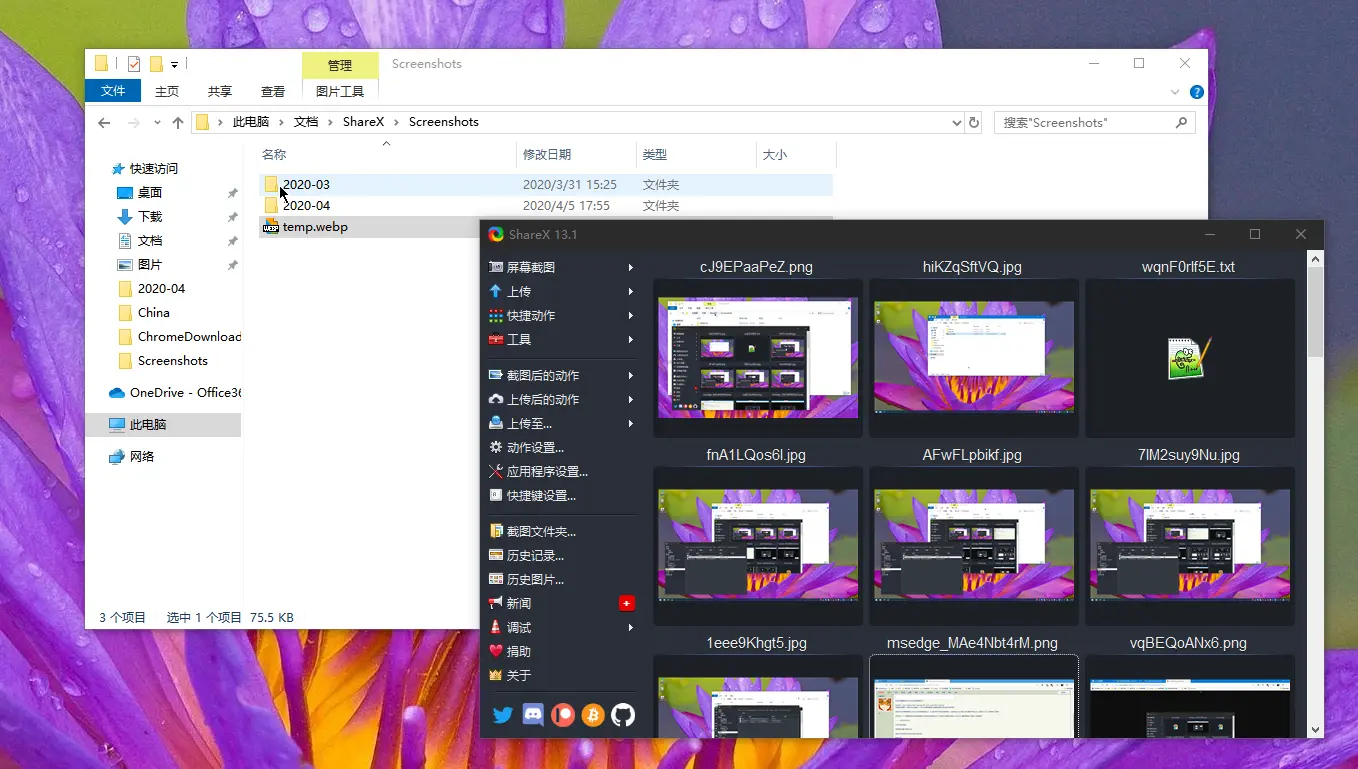 管理
Screenshots
文件
主页
共享
查看
图片工具
此电脑 › 文档 › ShareX › Screenshots
搜索"Screenshots"
名称
修改日期
类型
大小
2020-03
2020/3/31 15:25
文件夹
2020-04
2020/4/5 17:55
文件夹
temp.webp
快速访问
桌面
下载
文档
图片
2020-04
China
ChromeDownload
Screenshots
OneDrive - Office36
此电脑
网络
3 个项目
选中 1 个项目 75.5 KB
ShareX 13.1
屏幕截图
上传
快捷动作
工具
截图后的动作
上传后的动作
上传至...
动作设置...
应用程序设置...
快捷键设置...
截图文件夹...
历史记录...
历史图片...
新闻
调试
捐助
关于
cJ9EPaaPeZ.png
hiKZqSftVQ.jpg
wqnF0rIf5E.txt
fnA1LQos6l.jpg
AFwFLpbikf.jpg
7lM2suy9Nu.jpg
1eee9Khgt5.jpg
msedge_MAe4Nbt4rM.png
vqBEQoANx6.png